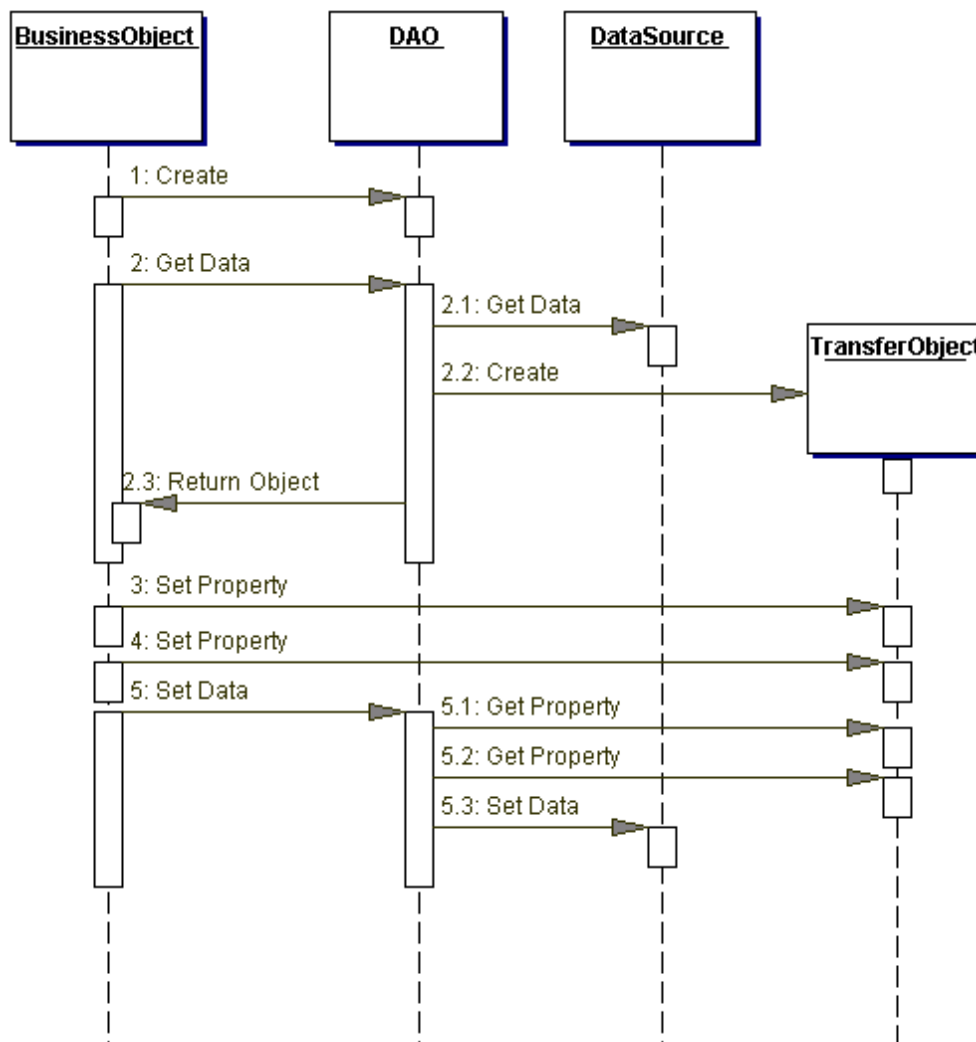 BusinessObject
DAO
DataSource
1: Create
2: Get Data
2.1: Get Data
TransferObject
2.2: Create
2.3: Return Object
3: Set Property
4: Set Property
5: Set Data
5.1: Get Property
5.2: Get Property
5.3: Set Data